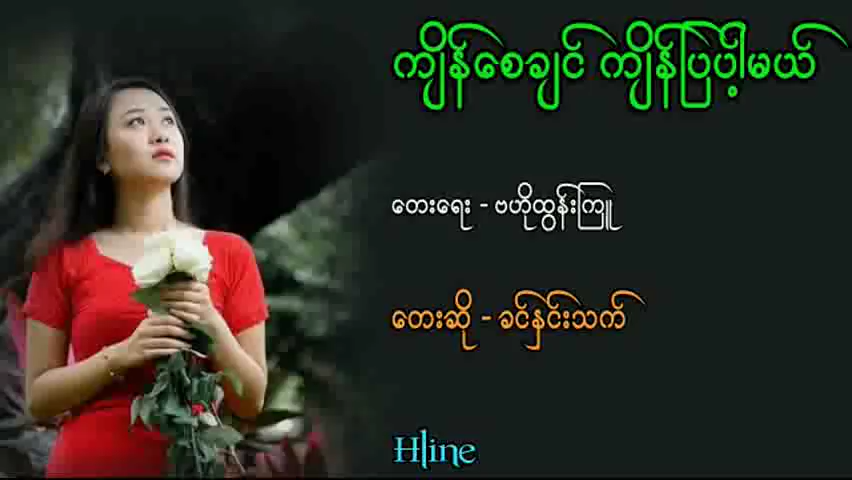 ကျိန်စေချင် ကျိန်ပြပါ့မယ်
တေးရေး - ဗဟိုထွန်းကြူ
တေးဆို - ခင်နှင်းသက်
Hline